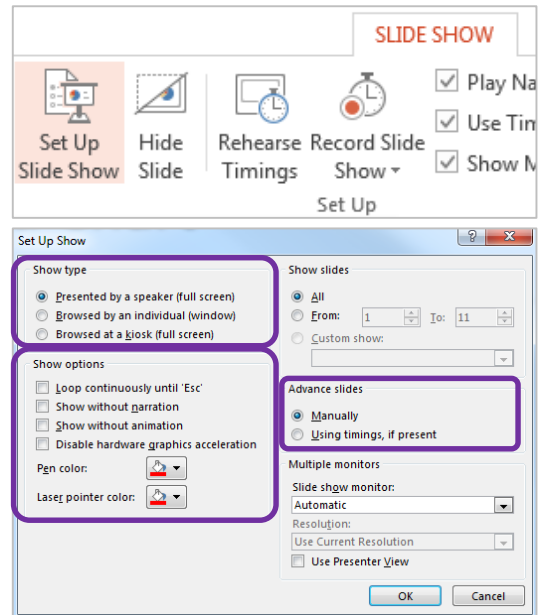 SLIDE SHOW
Set Up
Slide Show
Hide
Slide
Rehearse
Timings
Record Slide
Show
Play Na
Use Tim
Show M
Set Up
Set Up Show
Show type
Presented by a speaker (full screen)
Browsed by an individual (window)
Browsed at a kiosk (full screen)
Show options
Loop continuously until 'Esc'
Show without narration
Show without animation
Disable hardware graphics acceleration
Pen color:
Laser pointer color:
Show slides
All
From: 1 To: 11
Custom show:
Advance slides
Manually
Using timings, if present
Multiple monitors
Slide show monitor:
Automatic
Resolution:
Use Current Resolution
Use Presenter View
OK Cancel